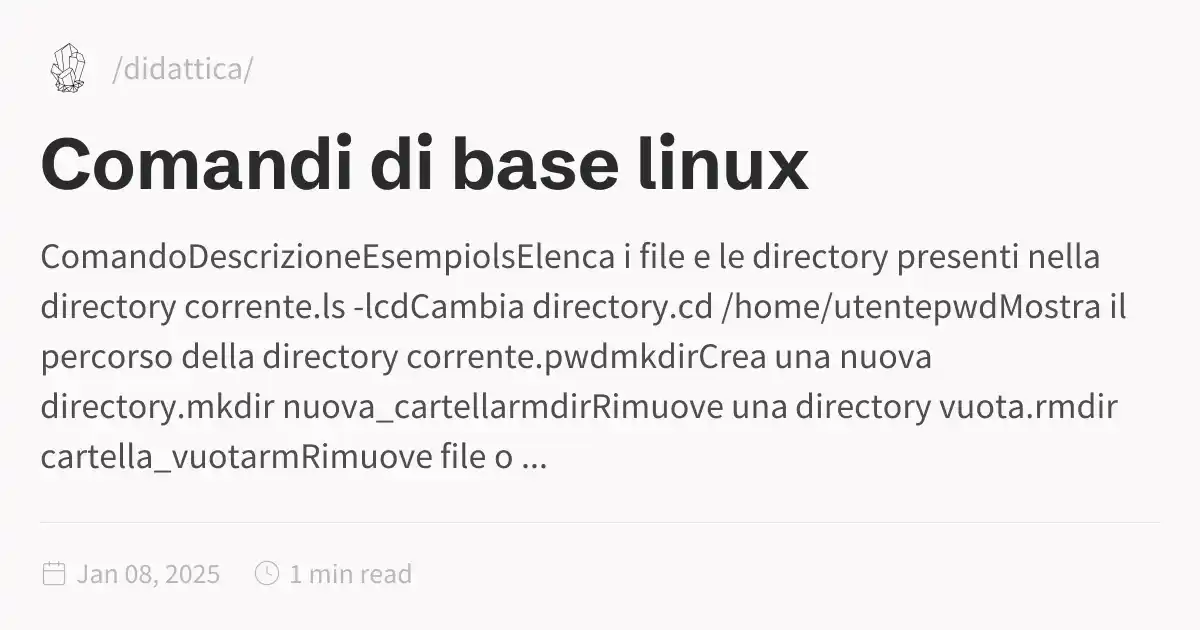 /didattica/
Comandi di base linux
ComandoDescrizioneEsempiolsElenca i file e le directory presenti nella
directory corrente.ls -lcdCambia directory.cd /home/utentepwdMostra il
percorso della directory corrente.pwdmkdirCrea una nuova
directory.mkdir nuova_cartellarmdirRimuove una directory vuota.rmdir
cartella_vuotarmRimuove file o ...
Jan 08, 2025 1 min read